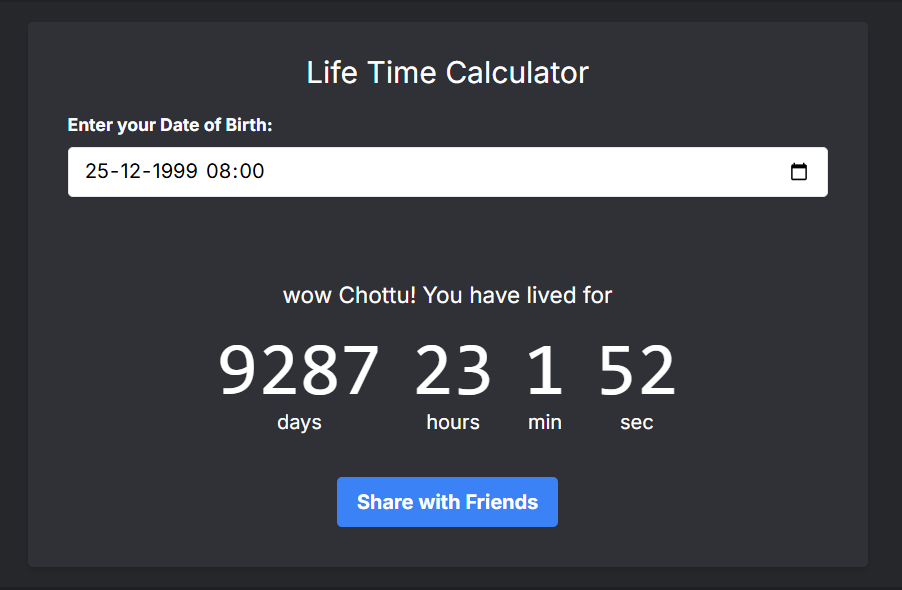 Life Time Calculator
Enter your Date of Birth:
25-12-1999 08:00
wow Chottu! You have lived for
9287 23 1 52
days hours min sec
Share with Friends